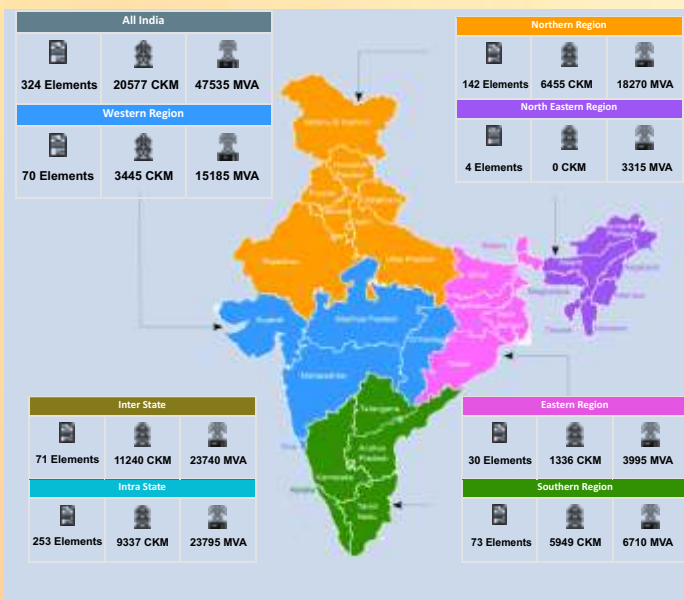 All India
324 Elements 20577 CKM 47535 MVA
Western Region
70 Elements 3445 CKM 15185 MVA
Northern Region
142 Elements 6455 CKM 18270 MVA
North Eastern Region
4 Elements 0 CKM 3315 MVA
Rajasthan
Uttar Pradesh
Gujarat
Madhya Pradesh
Maharashtra
Telangana
Andhra
Pradesh
Karnataka
Tamil
Nadu
Inter State
71 Elements 11240 CKM 23740 MVA
Intra State
253 Elements 9337 CKM 23795 MVA
Eastern Region
30 Elements 1336 CKM 3995 MVA
Southern Region
73 Elements 5949 CKM 6710 MVA